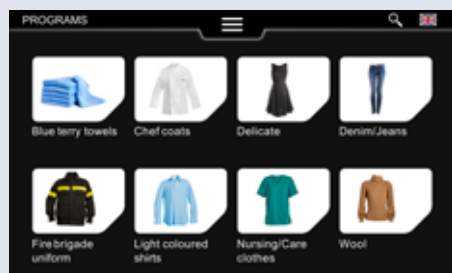 PROGRAMS
Blue terry towels
Chef coats
Delicate
Denim/Jeans
Fire brigade
uniform
Light coloured
shirts
Nursing/Care
clothes
Wool